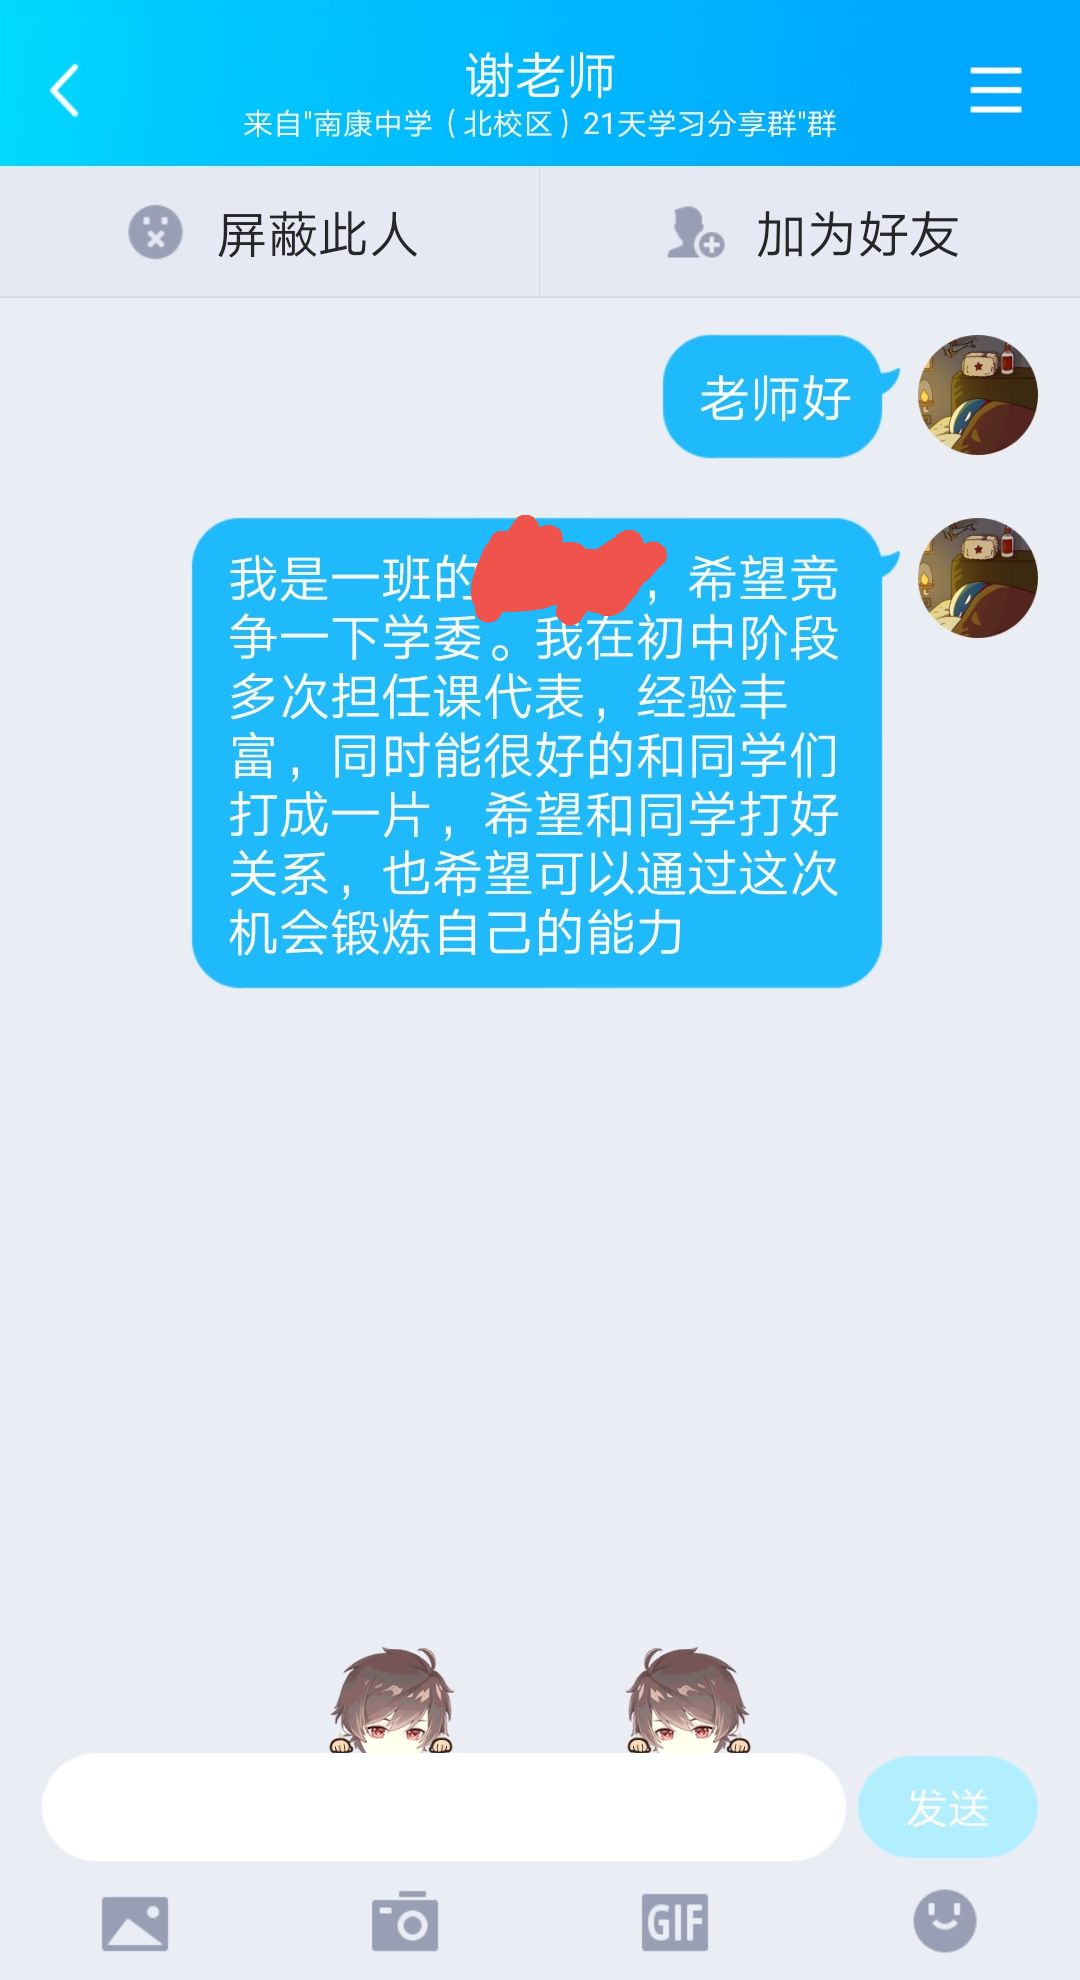 谢老师
来自"南康中学（北校区）21天学习分享群"群
屏蔽此人
加为好友
老师好
我是一班的，希望竞
争一下学委。我在初中阶段
多次担任课代表，经验丰
富，同时能很好的和同学们
打成一片，希望和同学打好
关系，也希望可以通过这次
机会锻炼自己的能力
发送
GIF